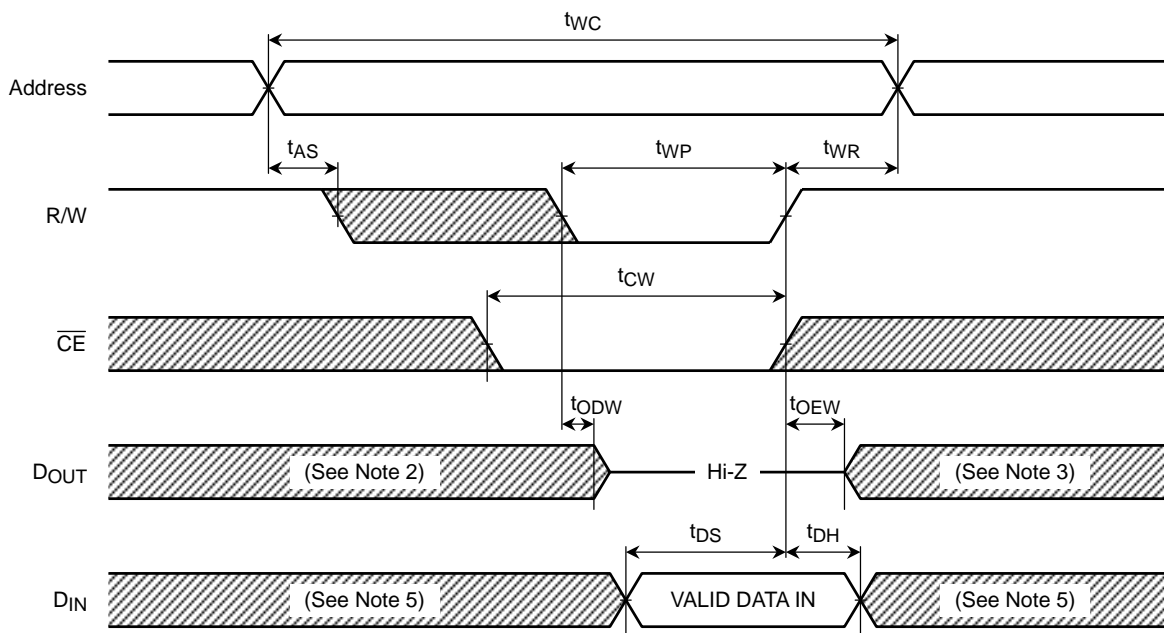 tWC
Address
tAS
tWP
tWR
R/W
tCW
CE
tODW
tOEW
DOUT
(See Note 2)
Hi-Z
(See Note 3)
tDS
tDH
DIN
(See Note 5)
VALID DATA IN
(See Note 5)